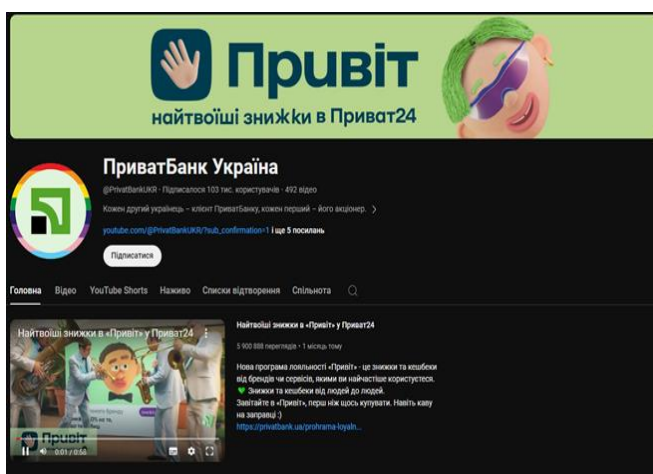 Привіт
найтвоїші знижки в Приват24
ПриватБанк Україна
@PrivatBankUKR · Підписалося 103 тис. користувачів · 492 відео
Кожен другий українець – клієнт ПриватБанку, кожен перший – його акціонер. >
youtube.com/@PrivatBankUKR/?sub_confirmation=1 і ще 5 посилань
Підписатися
Головна Відео YouTube Shorts Наживо Списки відтворення Спільнота
Найтвоїші знижки в «Привіт» у Приват24
Привіт
0:01 / 0:58
Найтвоїші знижки в «Привіт» у Приват24
5 900 888 переглядів • 1 місяць тому
Нова програма лояльності «Привіт» - це знижки та кешбеки
від брендів чи сервісів, якими ви найчастіше користуєтеся.
💚 Знижки та кешбеки від людей до людей.
Завітайте в «Привіт», перш ніж щось купувати. Навіть каву
на заправці :)
https://privatbank.ua/prohrama-loyaln...